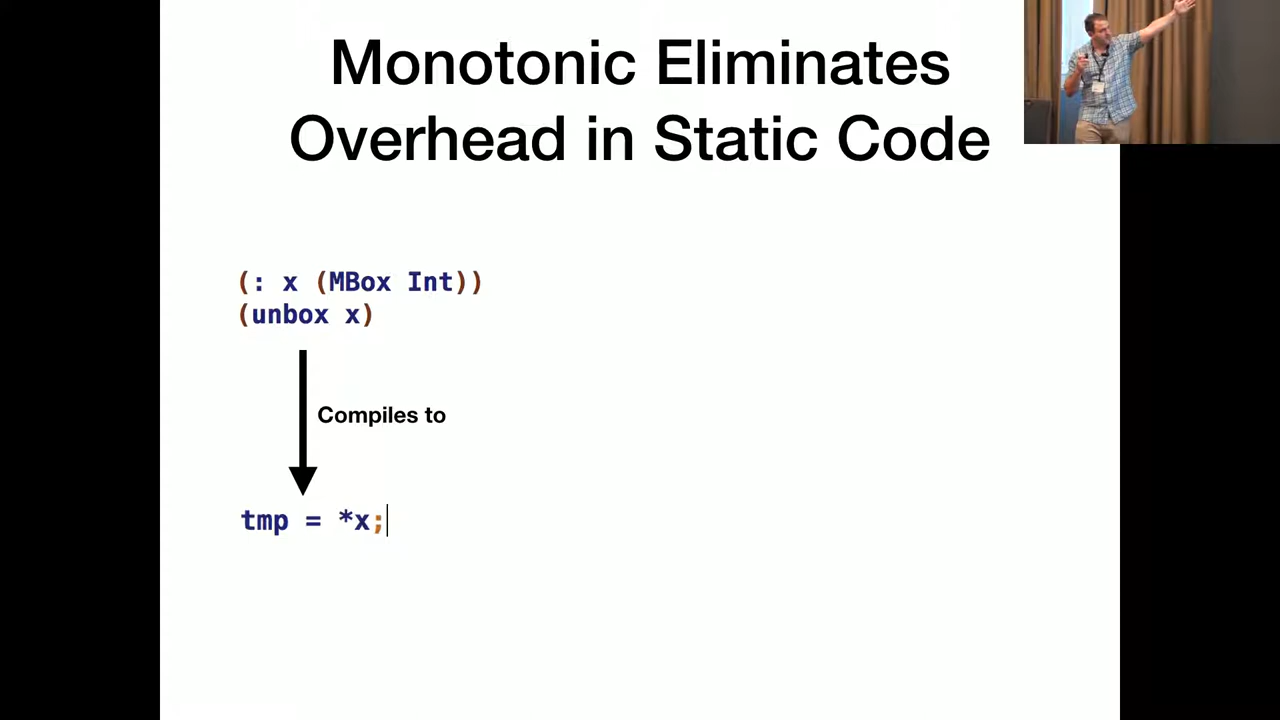 Monotonic Eliminates
Overhead in Static Code
(: x (MBox Int))
(unbox x)
Compiles to
tmp = *x;